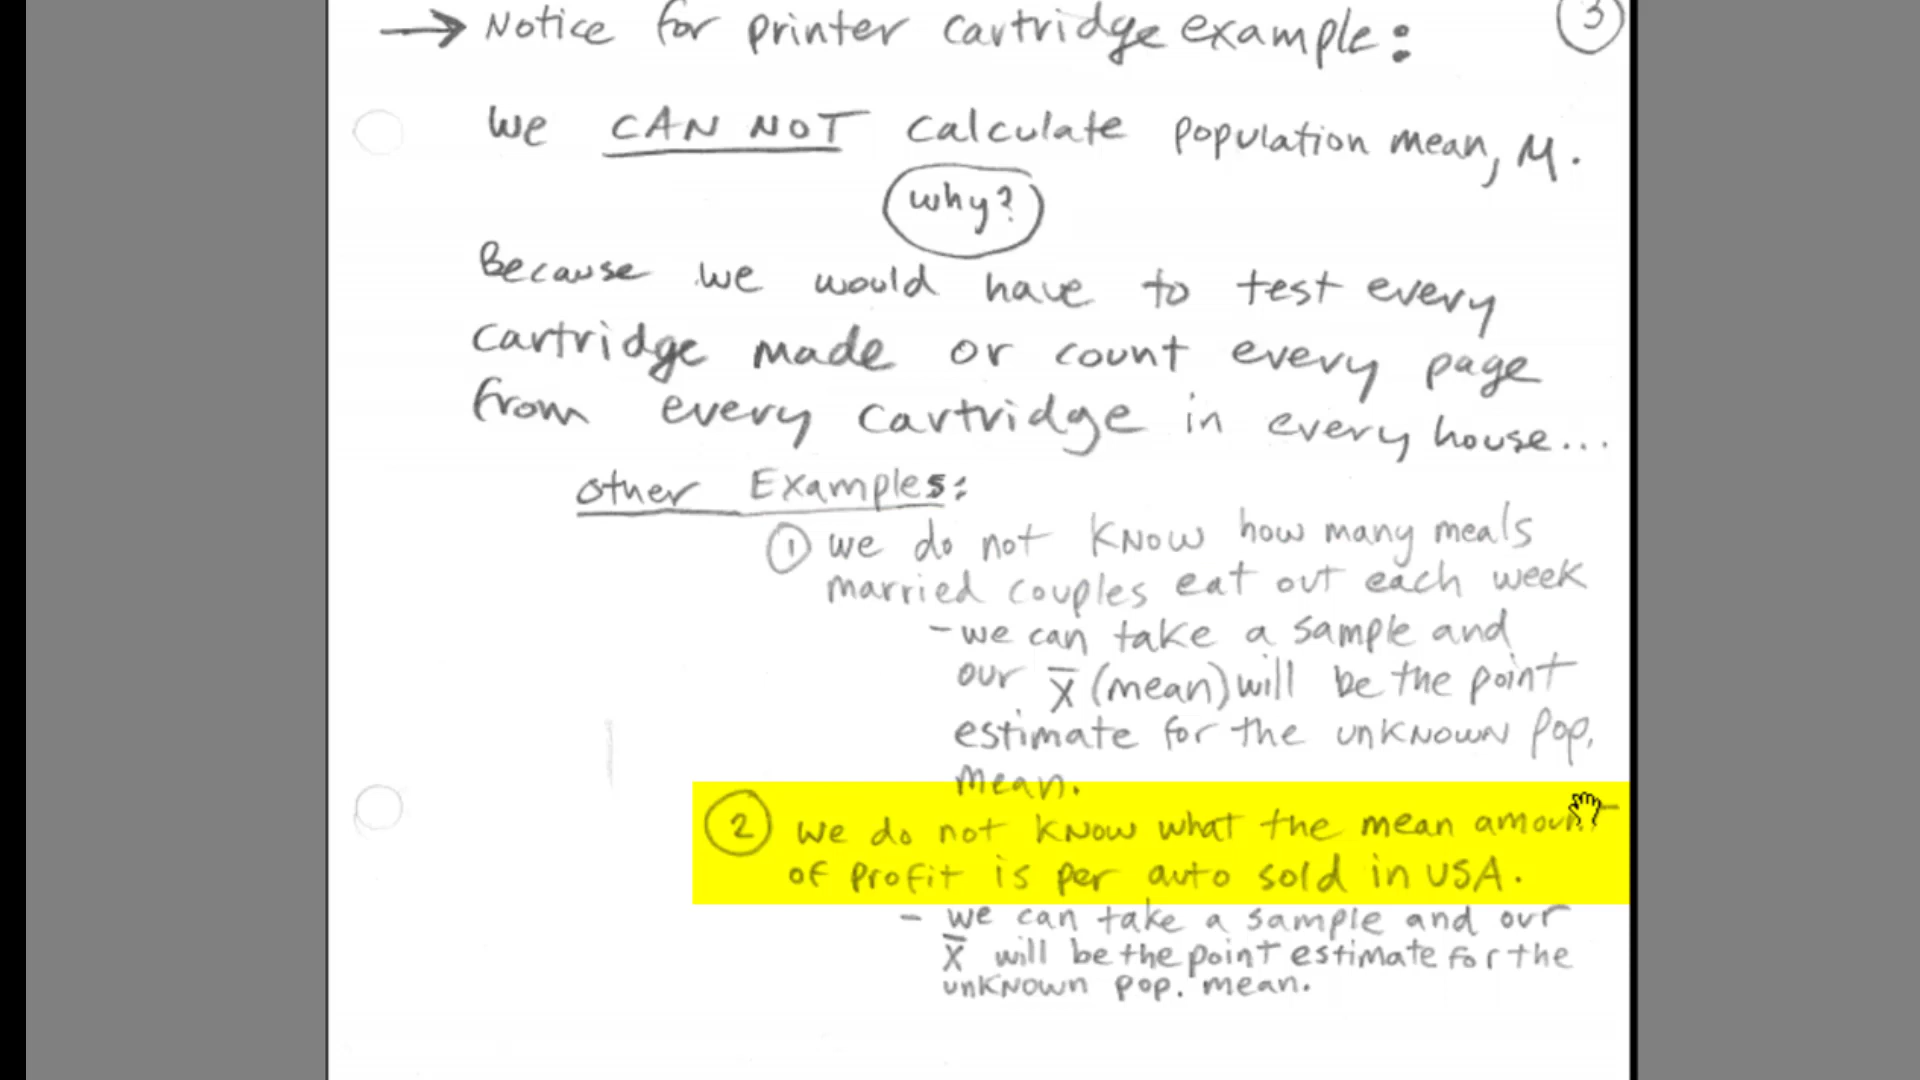 → Notice for printer cartridge example: 3
We CAN NOT calculate population mean, M.
why?
Because we would have to test every
cartridge made or count every page
from every cartridge in every house...
other Examples:
1 we do not know how many meals
married couples eat out each week
- we can take a sample and
our x̄ (mean) will be the point
estimate for the unknown pop.
mean.
2 we do not know what the mean amount
of profit is per auto sold in USA.
- we can take a sample and our
x̄ will be the point estimate for the
unknown pop. mean.